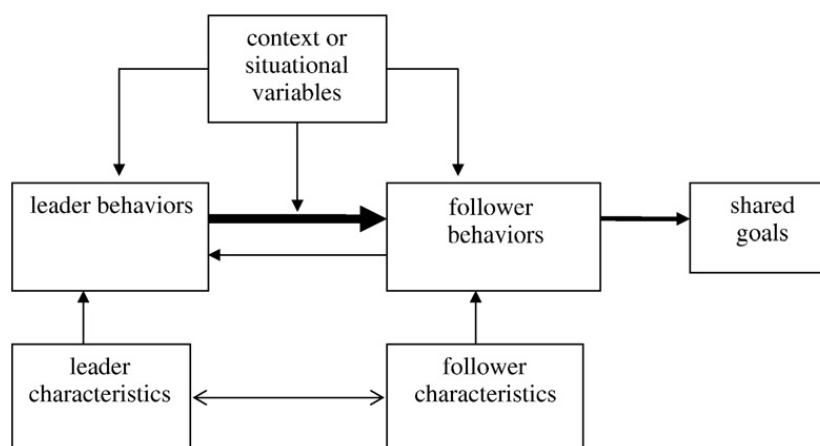 context or
situational
variables
leader behaviors
follower
behaviors
shared
goals
leader
characteristics
follower
characteristics